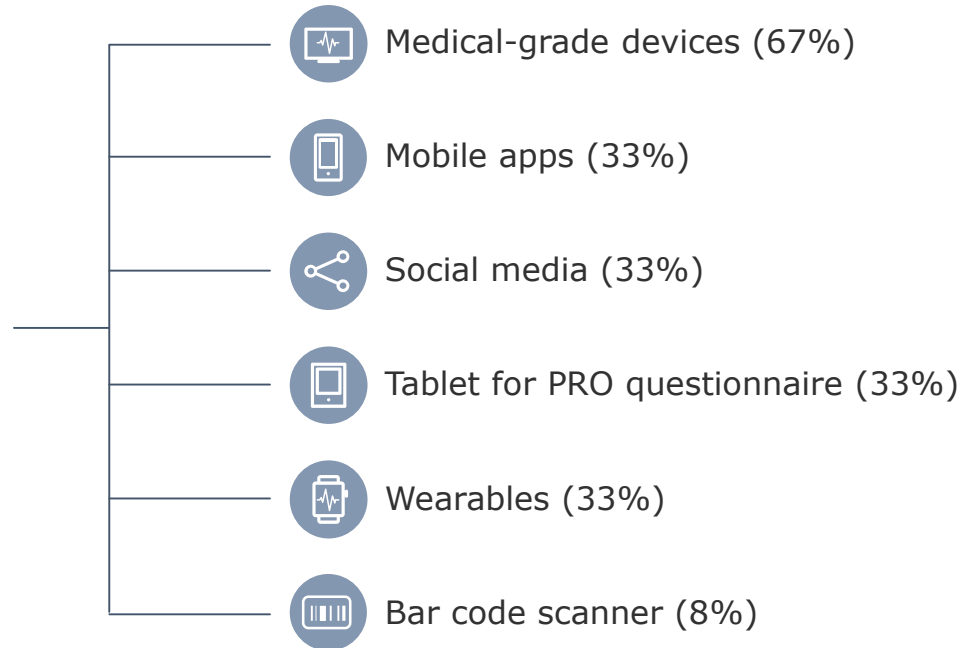 Medical-grade devices (67%)
Mobile apps (33%)
Social media (33%)
Tablet for PRO questionnaire (33%)
Wearables (33%)
Bar code scanner (8%)